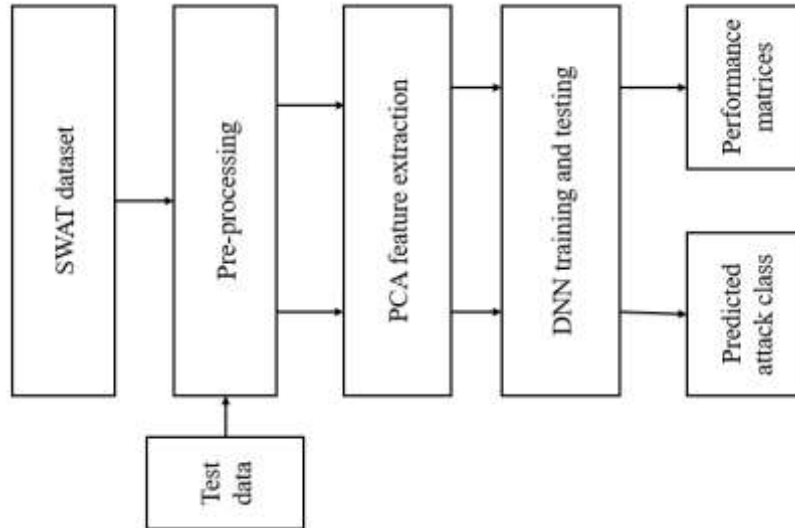 SWAT dataset
Test
data
Pre-processing
PCA feature extraction
DNN training and testing
Predicted
attack class
Performance
matrices